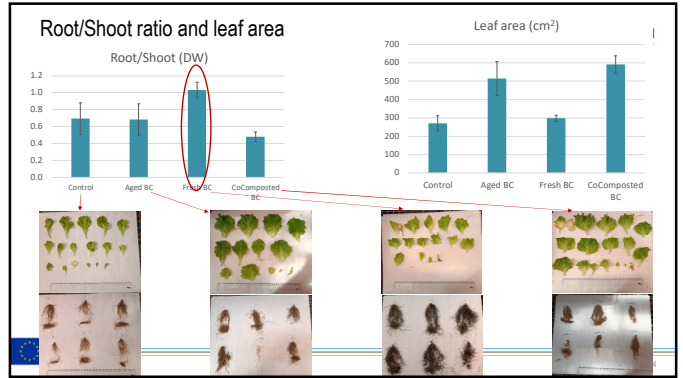 Root/Shoot ratio and leaf area
Root/Shoot (DW)
1.2
1.0
0.8
0.6
0.4
0.2
0.0
Control Aged BC Fresh BC CoComposted
BC
Leaf area (cm²)
700
600
500
400
300
200
100
0
Control Aged BC Fresh BC CoComposted
BC
4